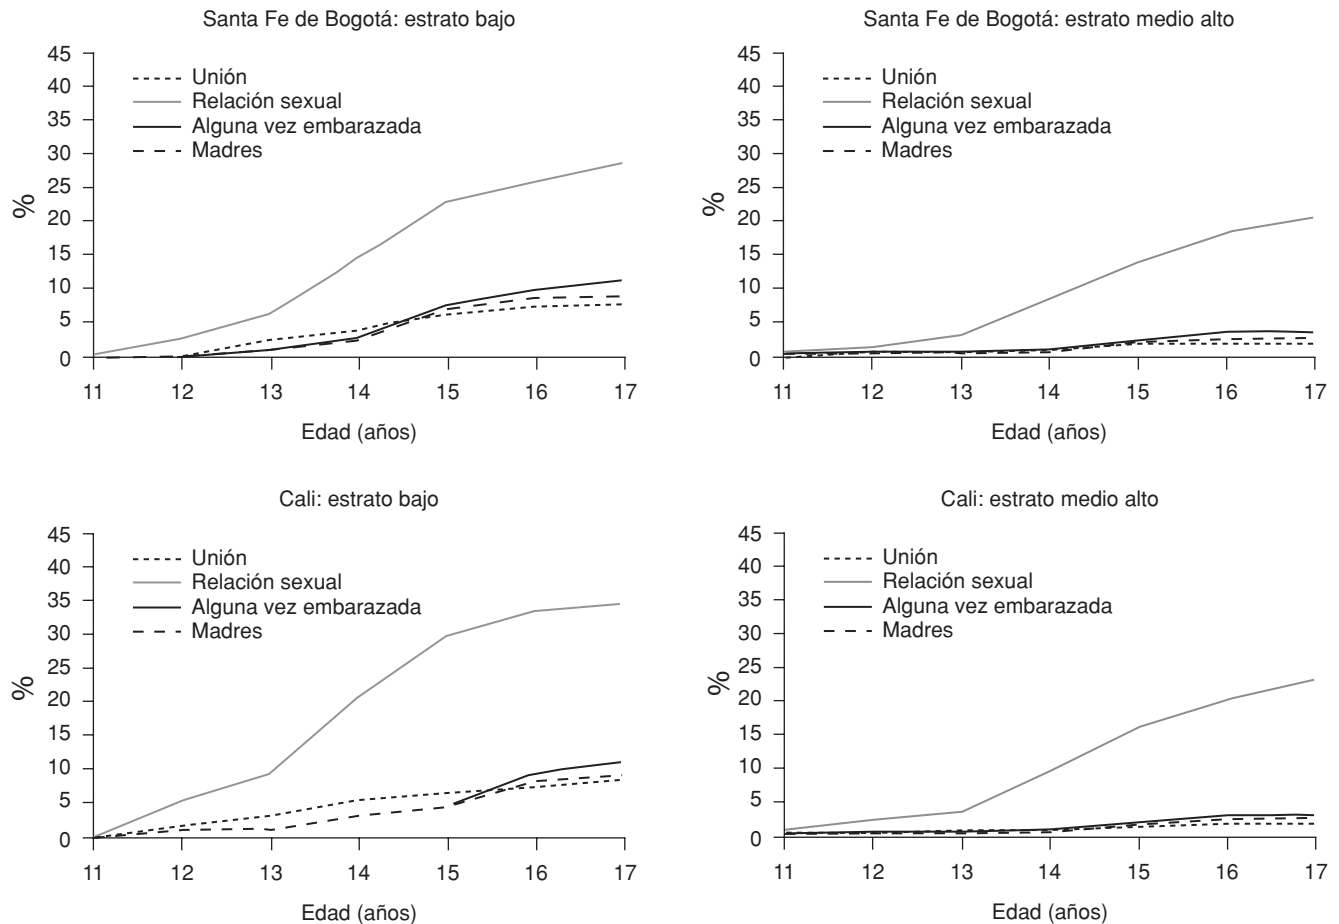 Santa Fe de Bogotá: estrato bajo
45
40
35
30
25
20
15
10
5
0
%
Unión
Relación sexual
Alguna vez embarazada
Madres
11 12 13 14 15 16 17
Edad (años)
Santa Fe de Bogotá: estrato medio alto
45
40
35
30
25
20
15
10
5
0
%
Unión
Relación sexual
Alguna vez embarazada
Madres
11 12 13 14 15 16 17
Edad (años)
Cali: estrato bajo
45
40
35
30
25
20
15
10
5
0
%
Unión
Relación sexual
Alguna vez embarazada
Madres
11 12 13 14 15 16 17
Edad (años)
Cali: estrato medio alto
45
40
35
30
25
20
15
10
5
0
%
Unión
Relación sexual
Alguna vez embarazada
Madres
11 12 13 14 15 16 17
Edad (años)